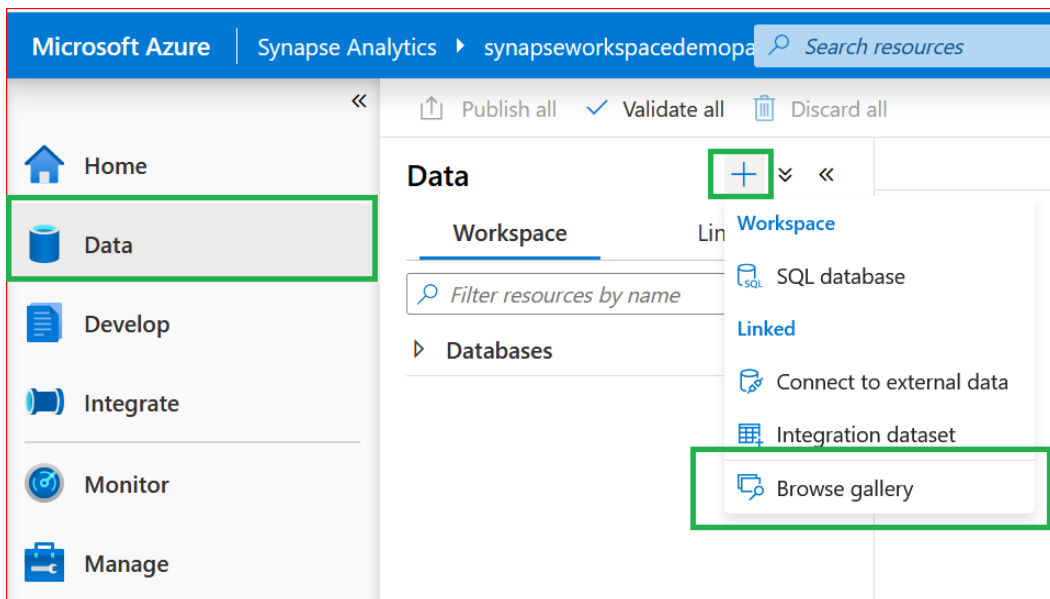 Microsoft Azure
Synapse Analytics
synapseworkspacedemopa
Search resources
Home
Data
Develop
Integrate
Monitor
Manage
Publish all
Validate all
Discard all
Data
Workspace
Lin
Filter resources by name
Databases
Workspace
SQL database
Linked
Connect to external data
Integration dataset
Browse gallery